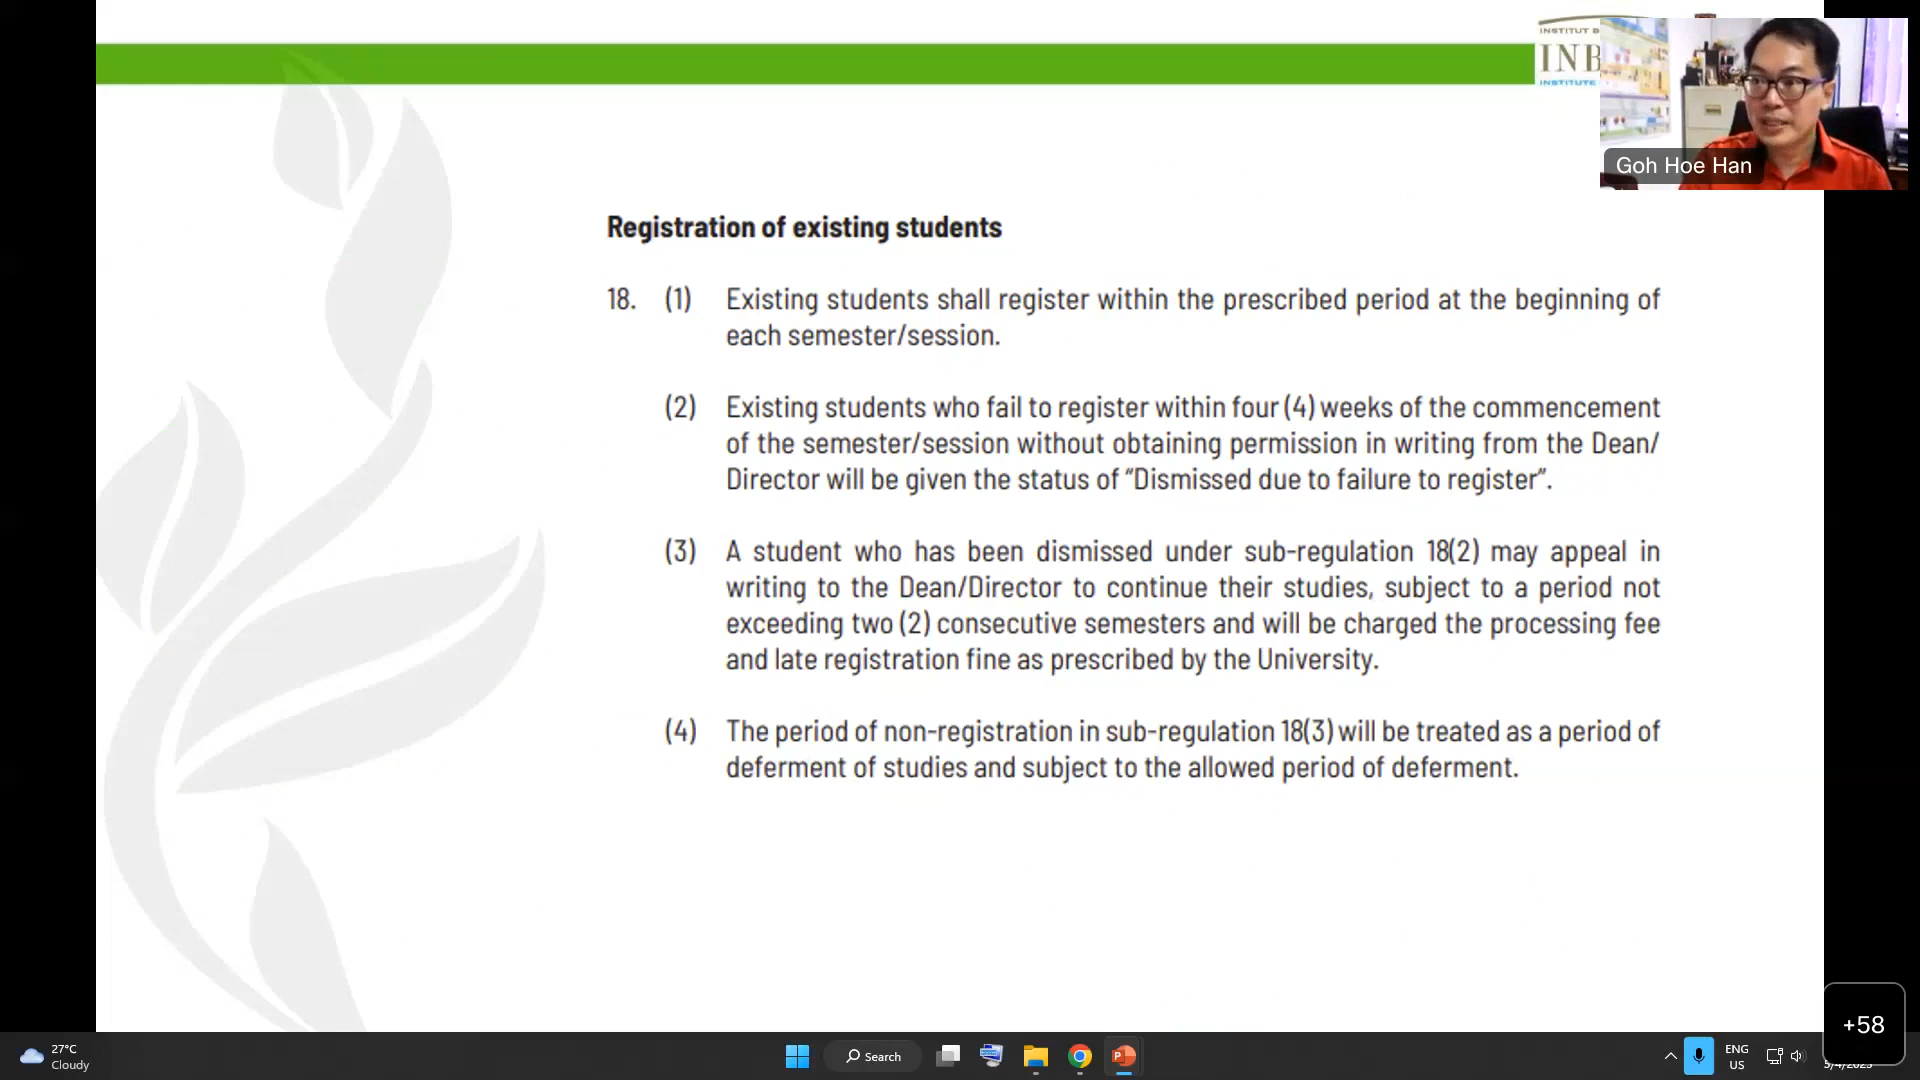 INSTITUT
INB
INSTITUTE
Goh Hoe Han
Registration of existing students
18. (1) Existing students shall register within the prescribed period at the beginning of
each semester/session.
(2) Existing students who fail to register within four (4) weeks of the commencement
of the semester/session without obtaining permission in writing from the Dean/
Director will be given the status of “Dismissed due to failure to register”.
(3) A student who has been dismissed under sub-regulation 18(2) may appeal in
writing to the Dean/Director to continue their studies, subject to a period not
exceeding two (2) consecutive semesters and will be charged the processing fee
and late registration fine as prescribed by the University.
(4) The period of non-registration in sub-regulation 18(3) will be treated as a period of
deferment of studies and subject to the allowed period of deferment.
+58
27°C
Cloudy
Search
ENG
US